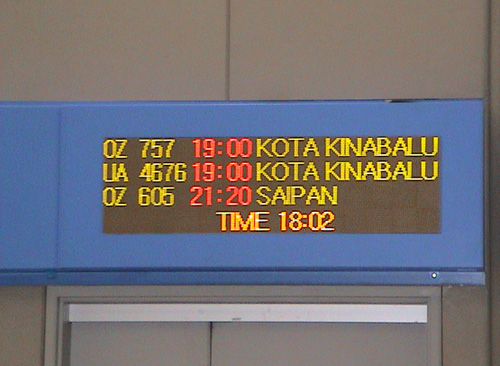 OZ 757 19:00 KOTA KINABALU
UA 4676 19:00 KOTA KINABALU
OZ 605 21:20 SAIPAN
TIME 18:02